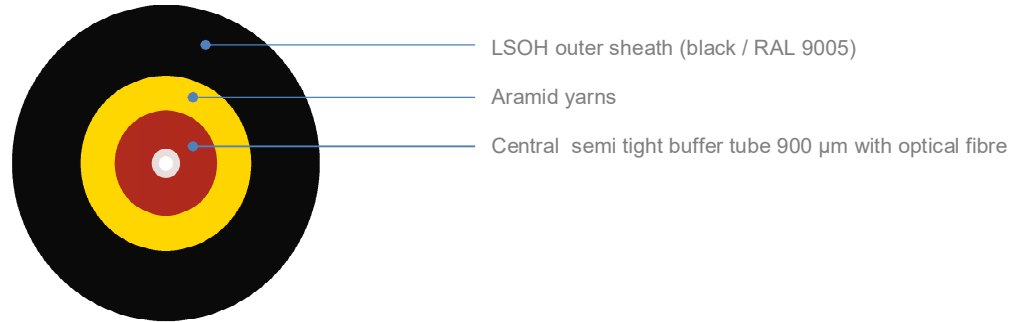 LSOH outer sheath (black / RAL 9005)
Aramid yarns
Central  semi tight buffer tube 900 µm with optical fibre